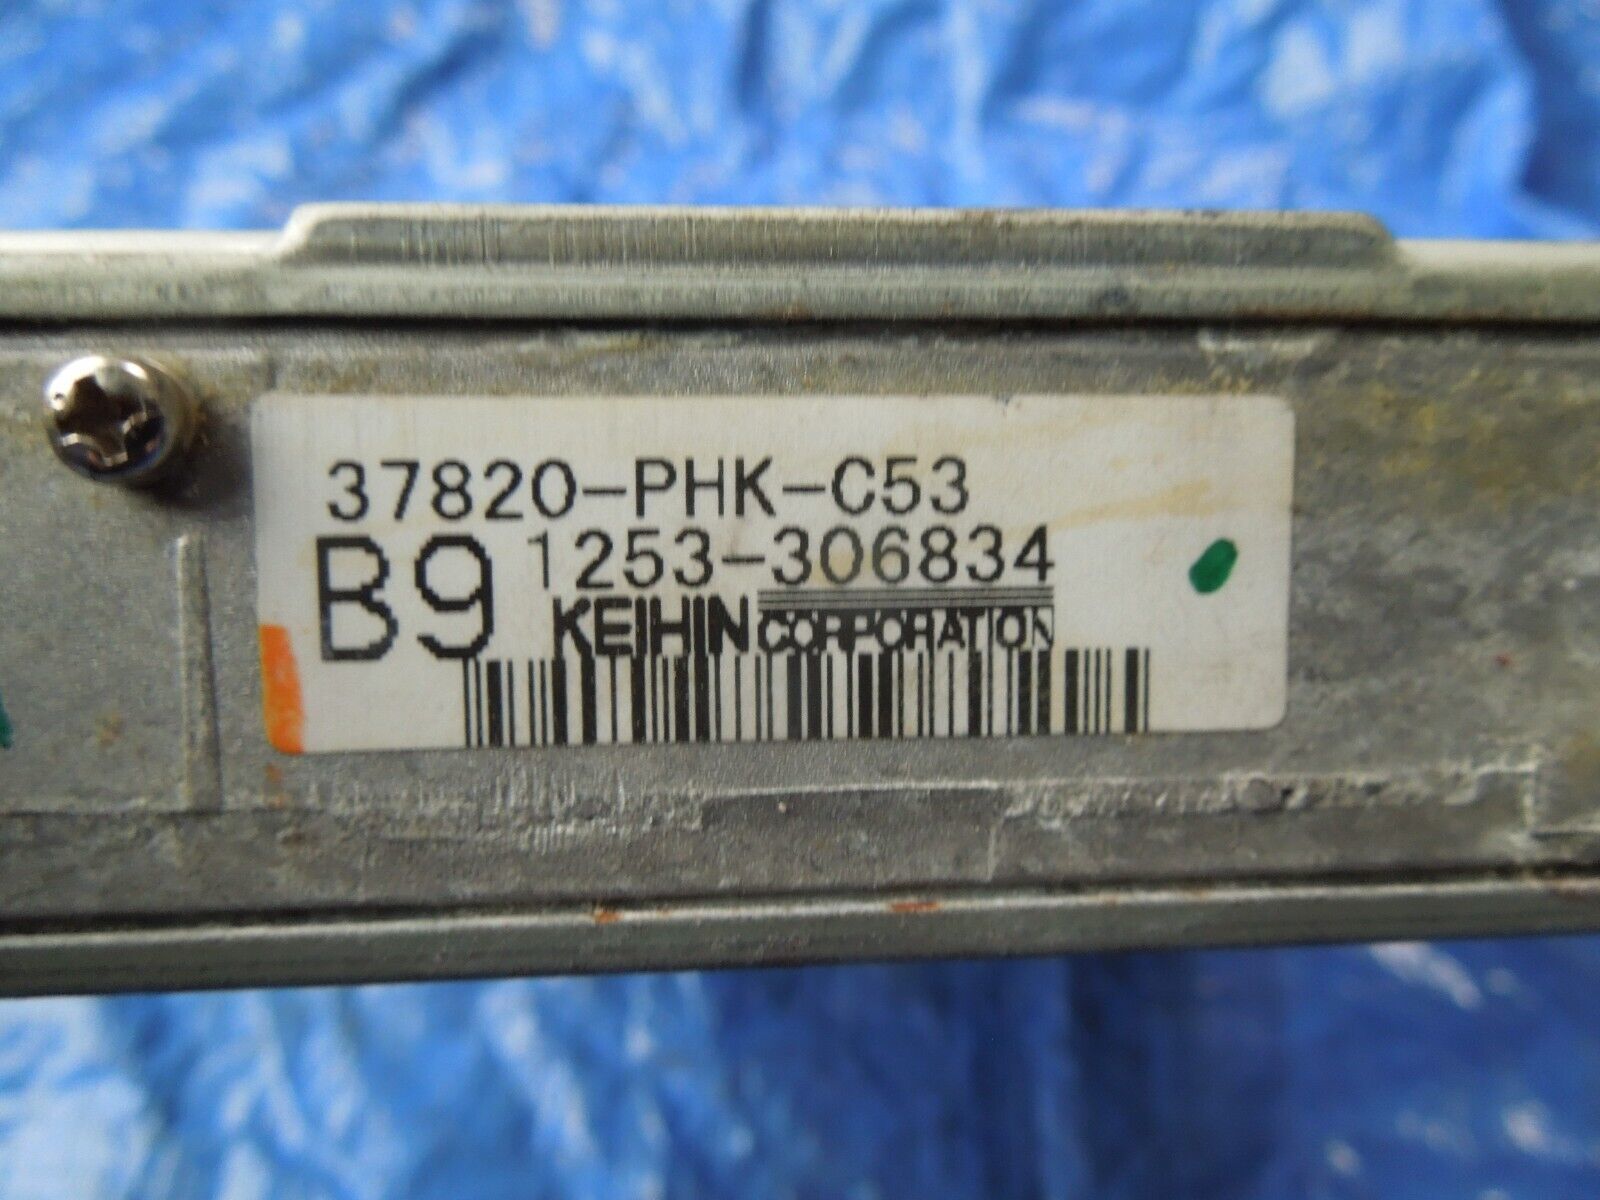 37820-PHK-C53
B9 1253-306834
KEIHIN CORPORATION